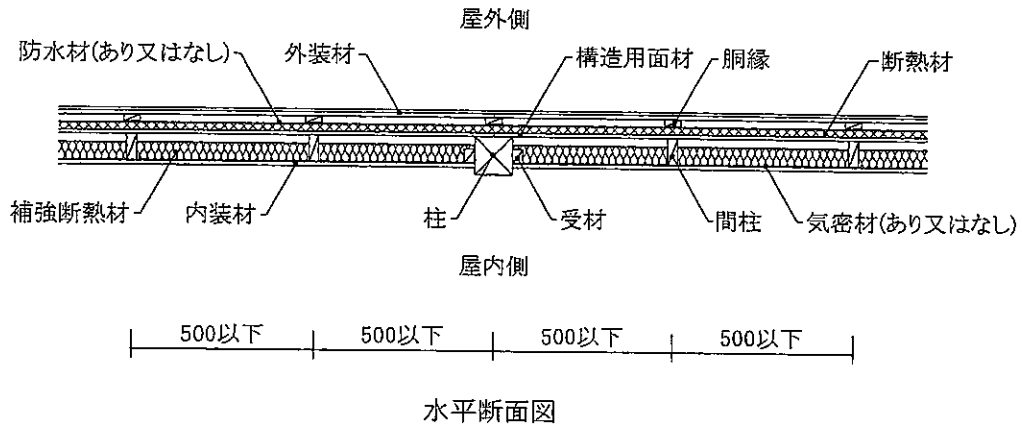 屋外側
防水材(あり又はなし)
外装材
構造用面材
胴縁
断熱材
補強断熱材
内装材
柱
受材
間柱
気密材(あり又はなし)
屋内側
500以下
500以下
500以下
500以下
水平断面図